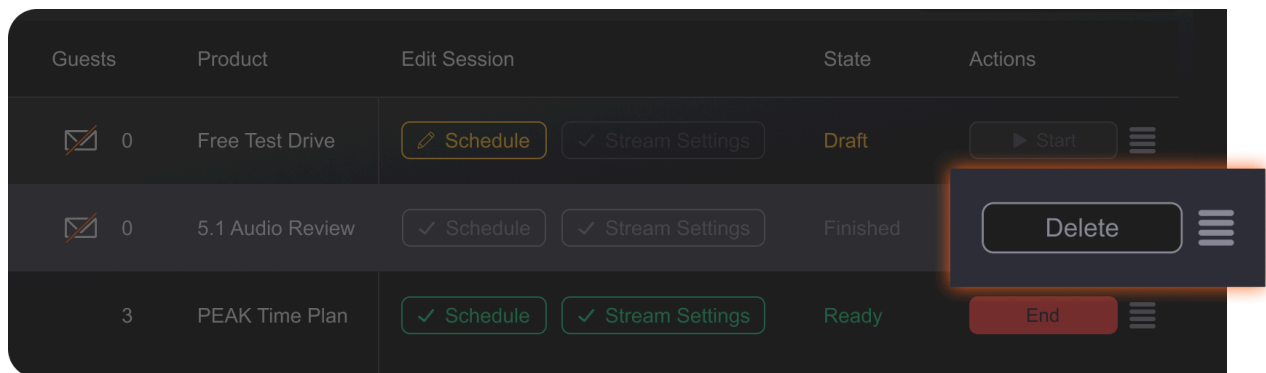 Guests Product Edit Session State Actions
0 Free Test Drive Schedule Stream Settings Draft Start
0 5.1 Audio Review Schedule Stream Settings Finished Delete
3 PEAK Time Plan Schedule Stream Settings Ready End